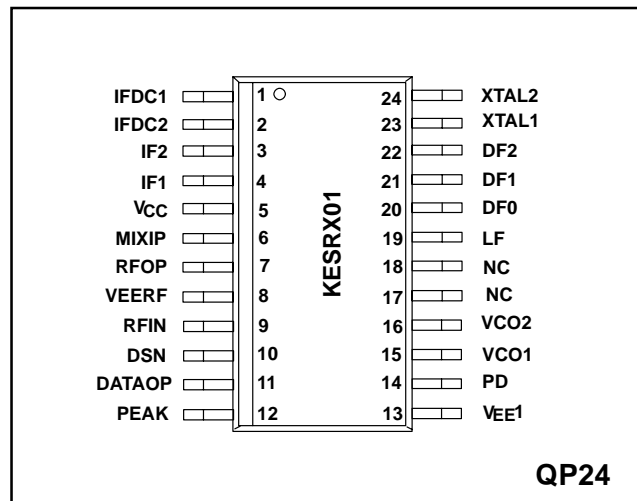 IFDC1 1 24 XTAL2
IFDC2 2 23 XTAL1
IF2 3 22 DF2
IF1 4 21 DF1
VCC 5 20 DF0
MIXIP 6 19 LF
RFOP 7 18 NC
VEERF 8 17 NC
RFIN 9 16 VCO2
DSN 10 15 VCO1
DATAOP 11 14 PD
PEAK 12 13 VEE1
KESRX01
QP24